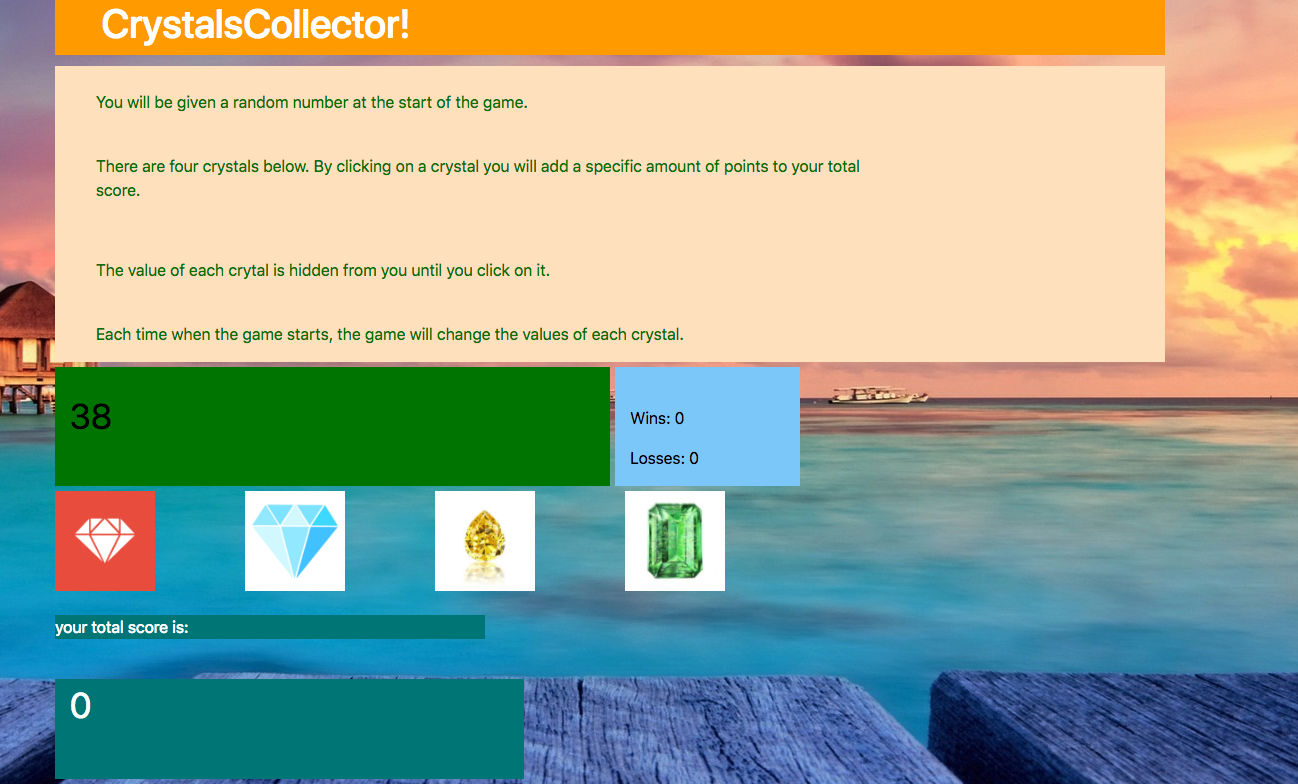 CrystalsCollector!
You will be given a random number at the start of the game.
There are four crystals below. By clicking on a crystal you will add a specific amount of points to your total
score.
The value of each crytal is hidden from you until you click on it.
Each time when the game starts, the game will change the values of each crystal.
38
Wins: 0
Losses: 0
your total score is:
0